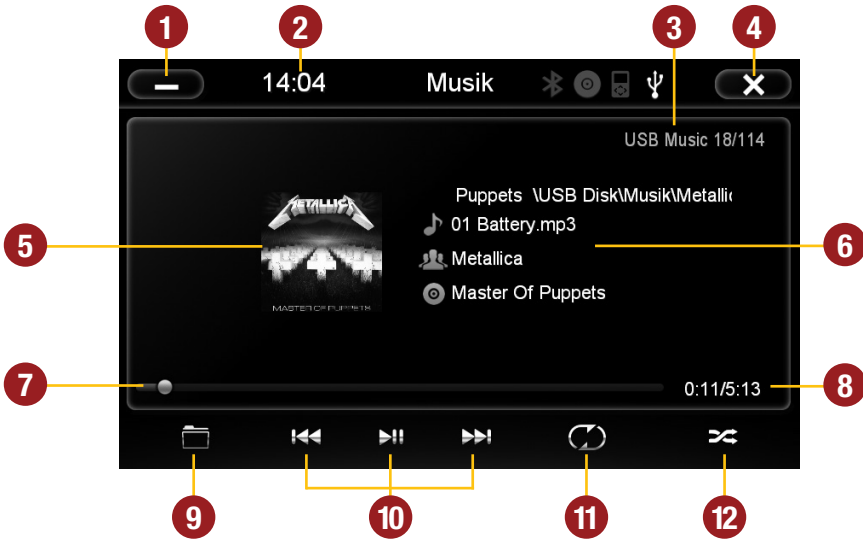 1 2 3 4
14:04 Musik
USB Music 18/114
Puppets \USB Disk\Musik\Metallic
5 METALLICA 01 Battery.mp3 6
Metallica
Master Of Puppets
MASTER OF PUPPETS
7 0:11/5:13 8
9 10 11 12